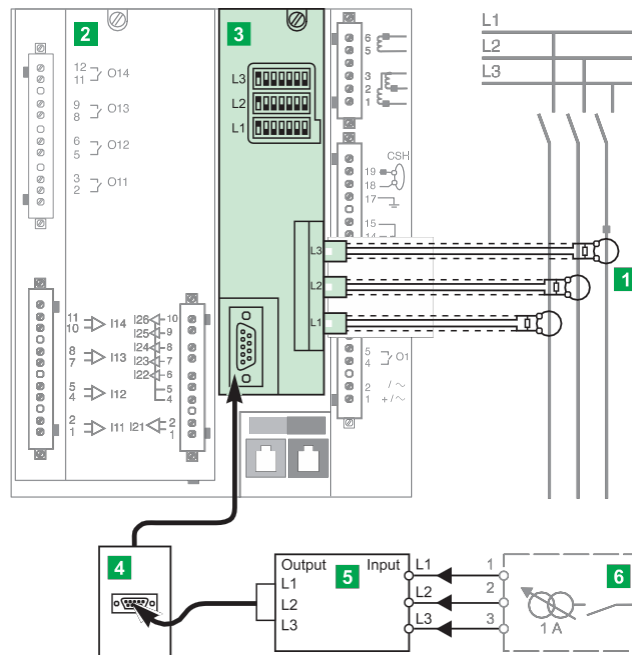 2
3
L1
L2
L3
12
11
O14
9
8
O13
6
5
O12
3
2
O11
L3
L2
L1
6
5
3
2
1
CSH
19
18
17
15
14
L3
L2
L1
1
11
10
I14
8
7
I13
5
4
I12
2
1
I11
I26
10
I25
9
I24
8
I23
7
I22
6
5
4
I21
2
1
5
4
O1
2
/ ~
1
+ / ~
4
Output
Input
5
L1
L2
L3
L1
L2
L3
1
2
3
6
1 A